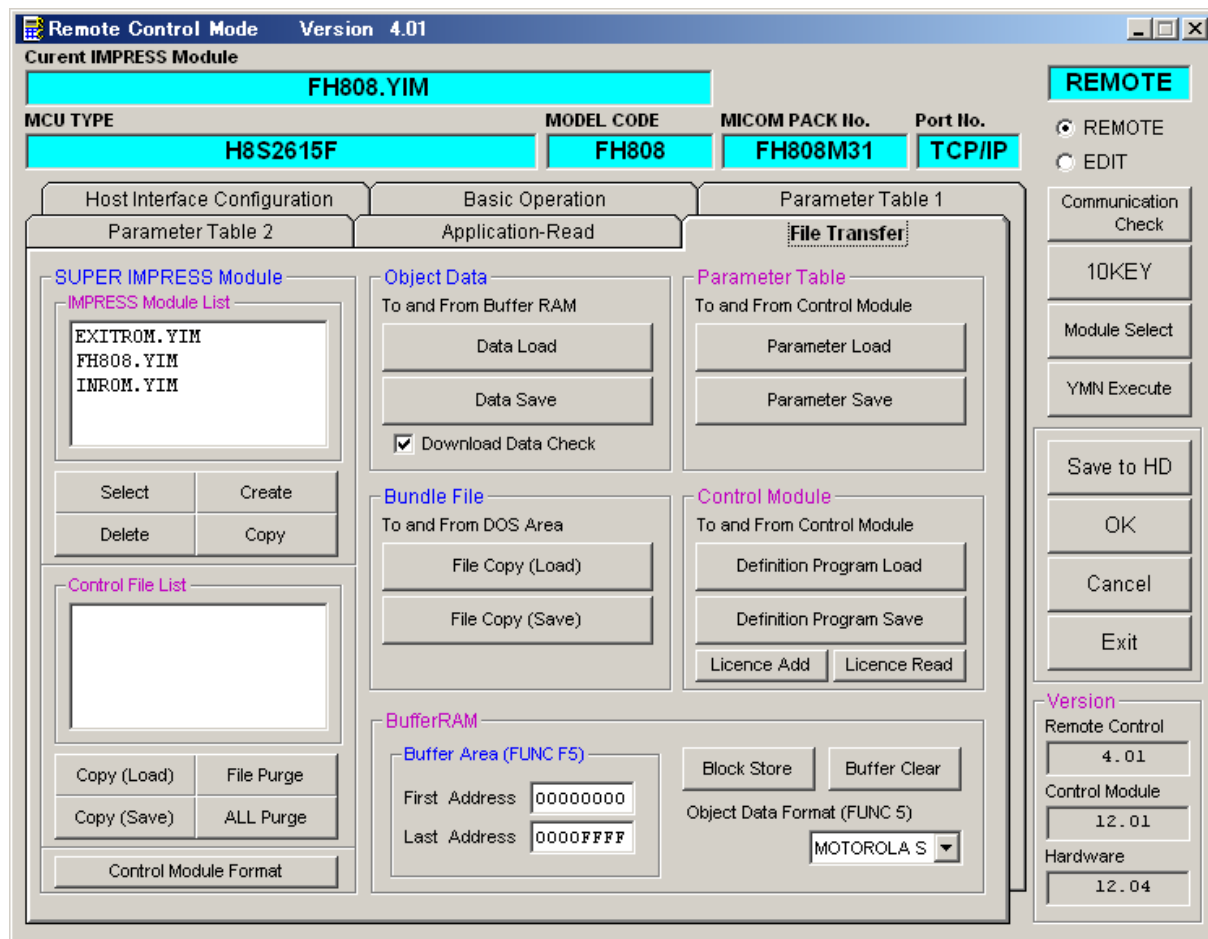 Remote Control Mode Version 4.01
Curent IMPRESS Module
FH808.YIM
REMOTE
MCU TYPE
MODEL CODE
MICOM PACK No.
Port No.
H8S2615F
FH808
FH808M31
TCP/IP
REMOTE
EDIT
Host Interface Configuration
Basic Operation
Parameter Table 1
Parameter Table 2
Application-Read
File Transfer
SUPER IMPRESS Module
IMPRESS Module List
EXITROM.YIM
FH808.YIM
INROM.YIM
Select
Create
Delete
Copy
Control File List
Copy (Load)
File Purge
Copy (Save)
ALL Purge
Control Module Format
Object Data
To and From Buffer RAM
Data Load
Data Save
Download Data Check
Parameter Table
To and From Control Module
Parameter Load
Parameter Save
Bundle File
To and From DOS Area
File Copy (Load)
File Copy (Save)
Control Module
To and From Control Module
Definition Program Load
Definition Program Save
Licence Add
Licence Read
BufferRAM
Buffer Area (FUNC F5)
First Address 00000000
Last Address 0000FFFF
Block Store
Buffer Clear
Object Data Format (FUNC 5)
MOTOROLA S
Communication
Check
10KEY
Module Select
YMN Execute
Save to HD
OK
Cancel
Exit
Version
Remote Control
4.01
Control Module
12.01
Hardware
12.04